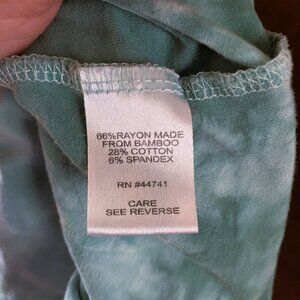 66%RAYON MADE
FROM BAMBOO
28% COTTON
6% SPANDEX
RN #44741
CARE
SEE REVERSE